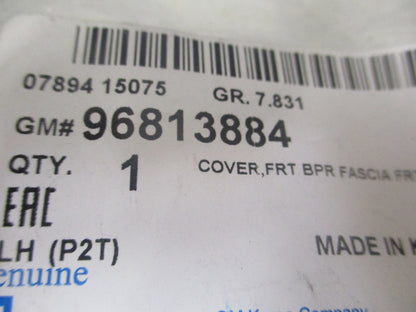 07894 15075 GR. 7.831
GM# 96813884
QTY. 1 COVER,FRT BPR FASCIA FRT
EAC
LH (P2T) MADE IN K
enuine